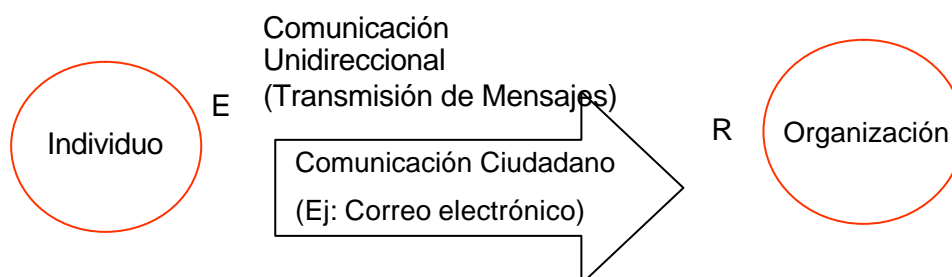 Comunicación
Unidireccional
(Transmisión de Mensajes)
E
Individuo
R
Organización
Comunicación Ciudadano
(Ej: Correo electrónico)